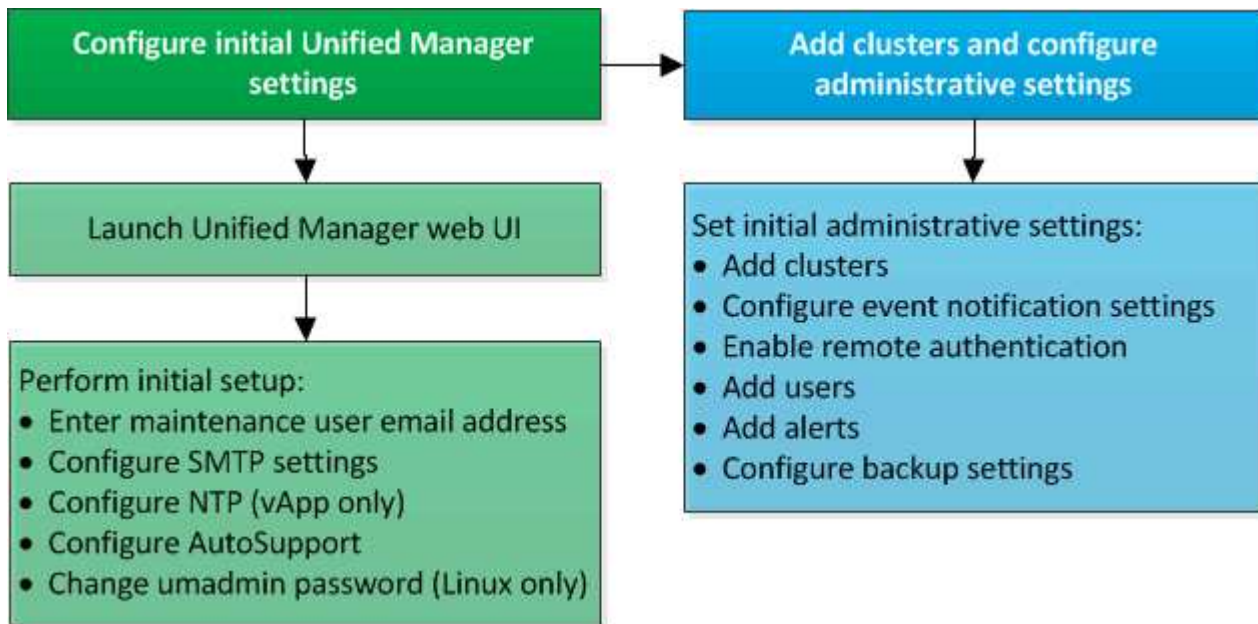 Configure initial Unified Manager
settings
Launch Unified Manager web UI
Perform initial setup:
• Enter maintenance user email address
• Configure SMTP settings
• Configure NTP (vApp only)
• Configure AutoSupport
• Change umadmin password (Linux only)
Add clusters and configure
administrative settings
Set initial administrative settings:
• Add clusters
• Configure event notification settings
• Enable remote authentication
• Add users
• Add alerts
• Configure backup settings